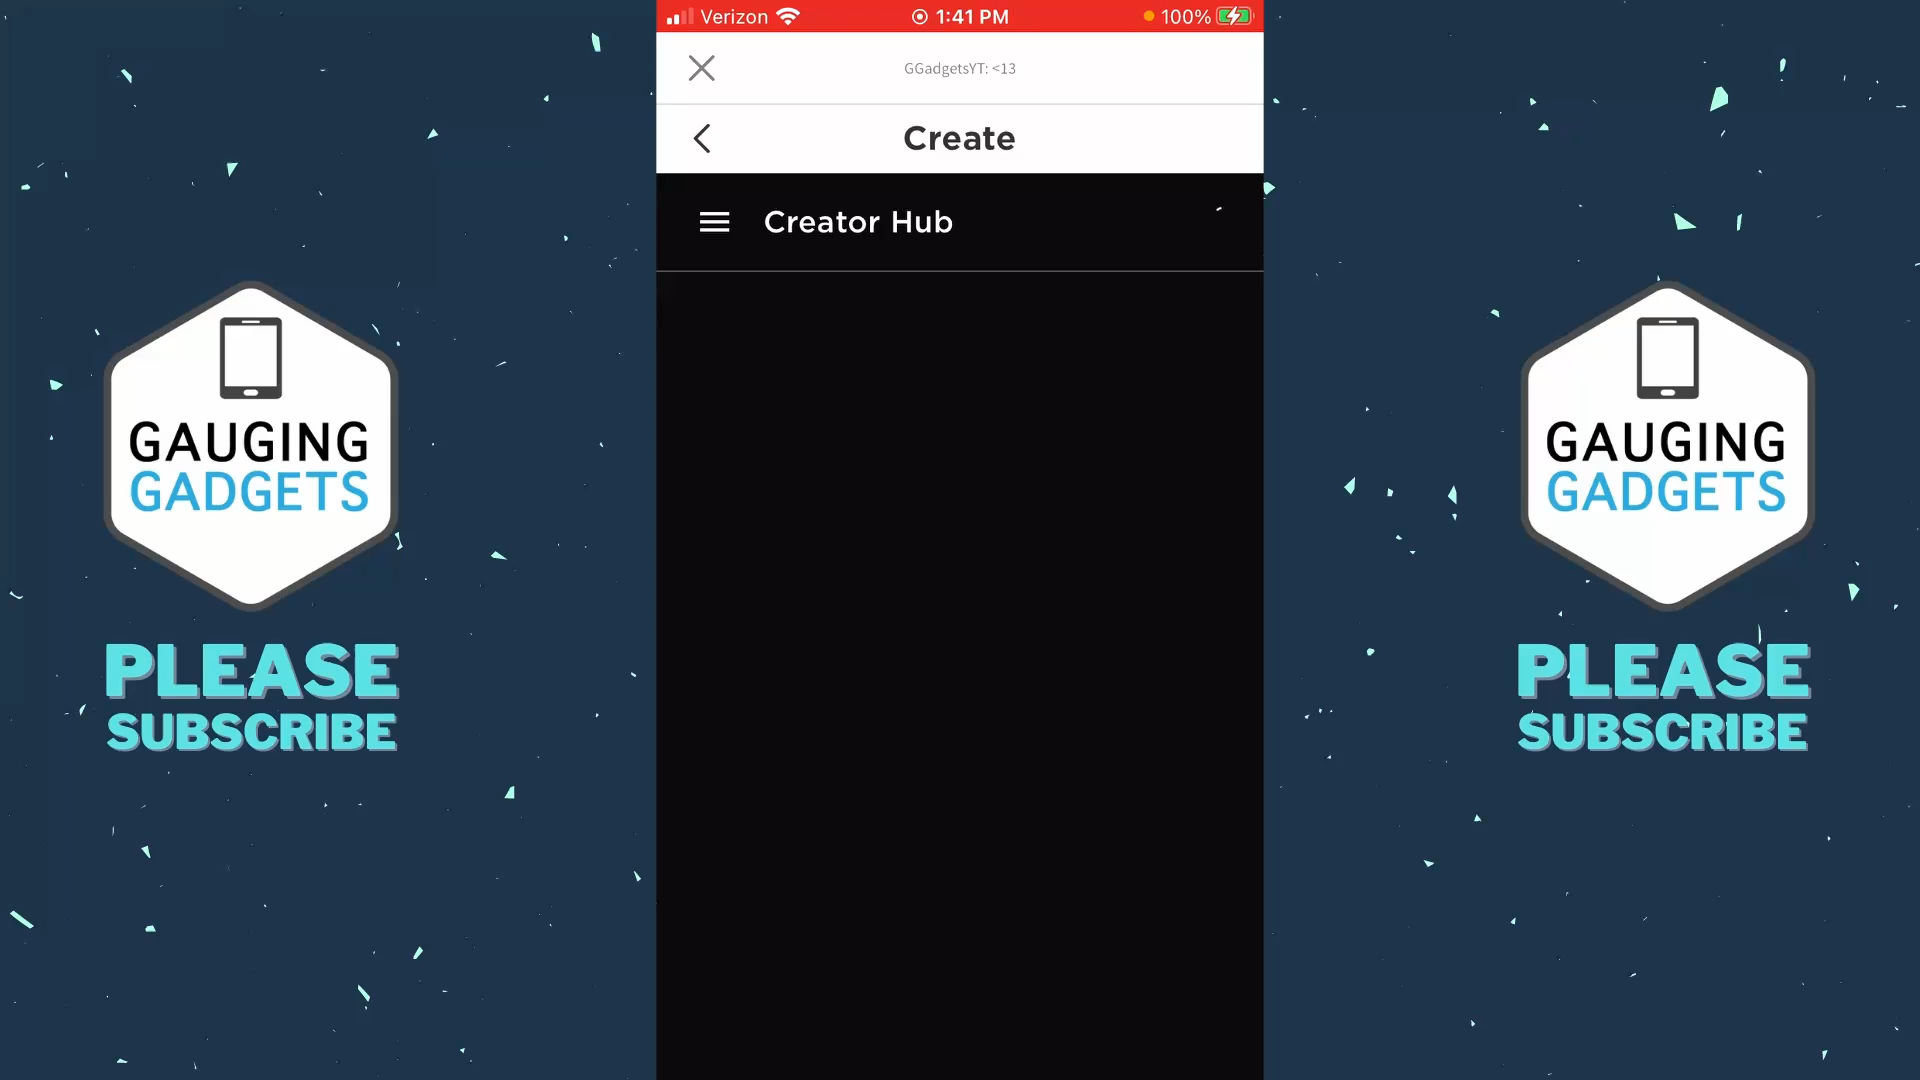 Verizon 1:41 PM 100%
GGadgetsYT: <13
Create
Creator Hub
GAUGING
GADGETS
PLEASE
SUBSCRIBE
GAUGING
GADGETS
PLEASE
SUBSCRIBE